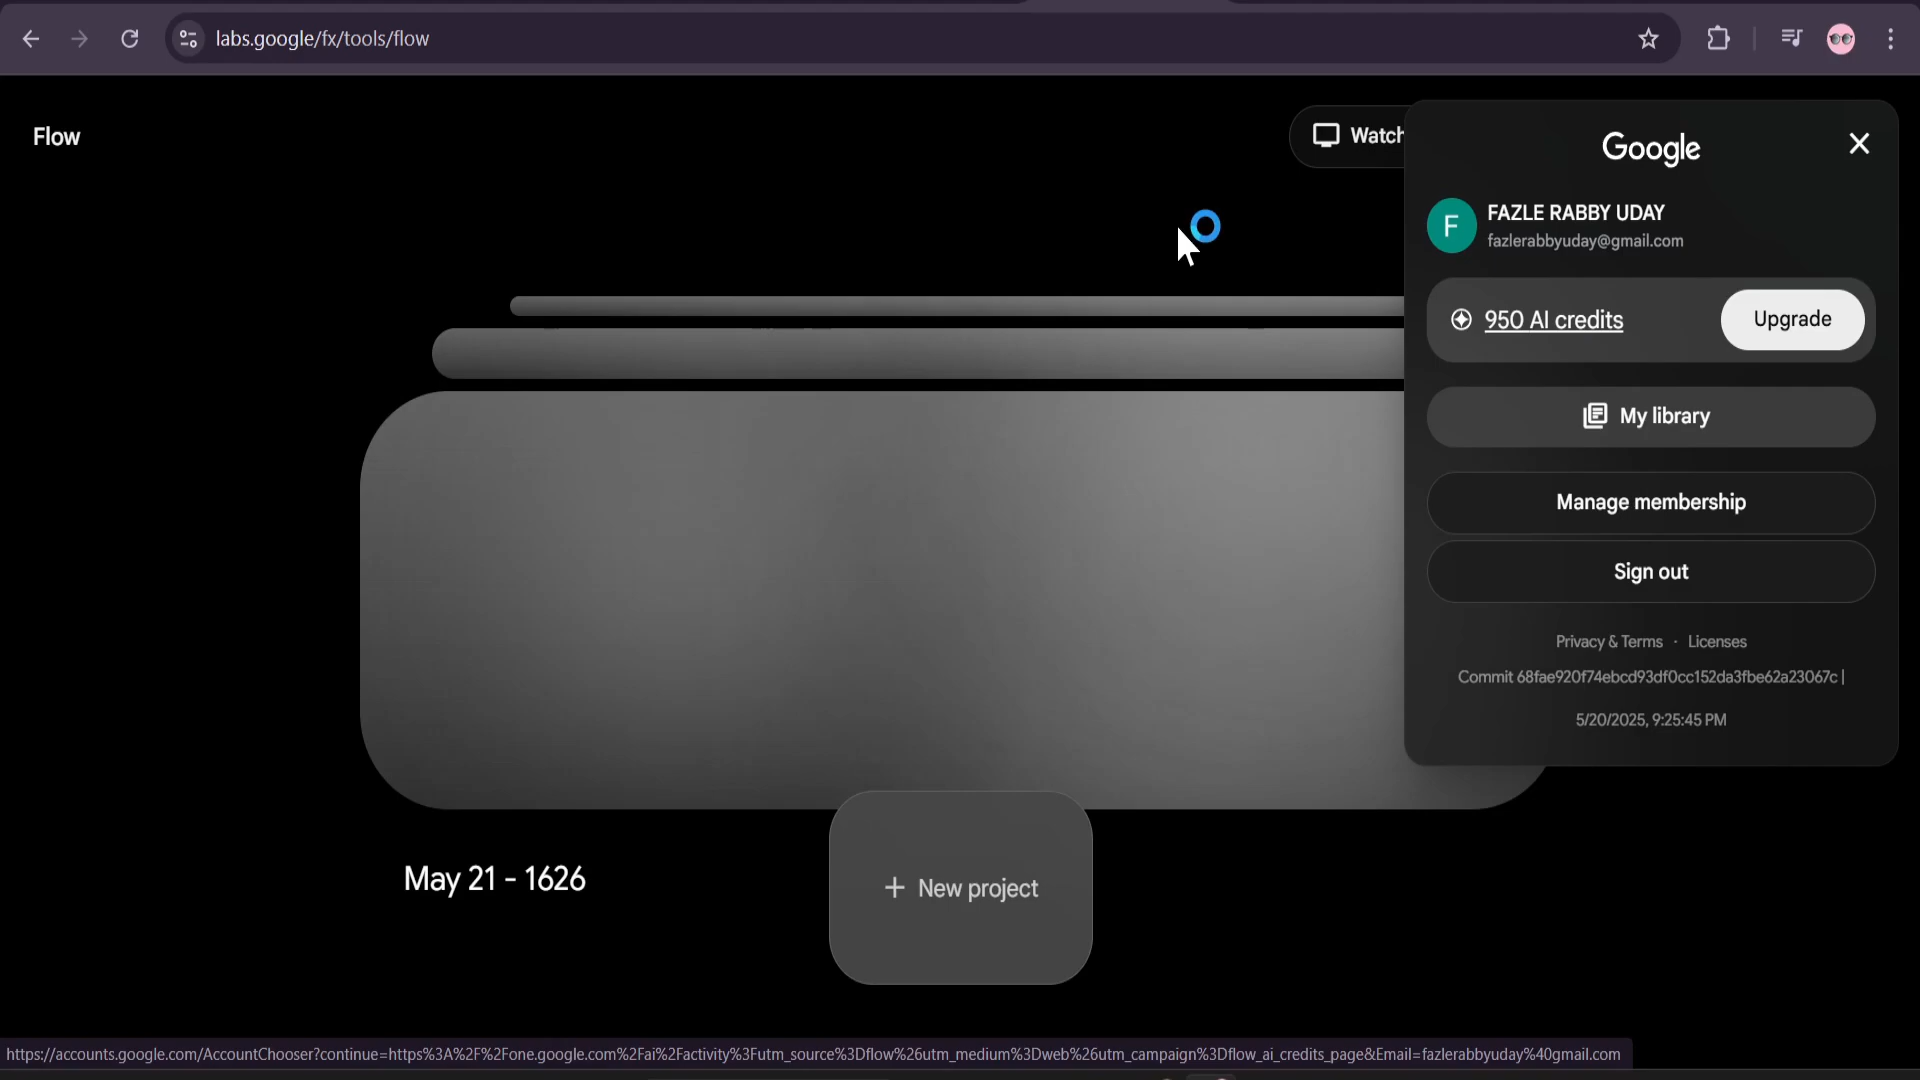 labs.google/fx/tools/flow
Flow
Watch
Google
F
FAZLE RABBY UDAY
fazlerabbyuday@gmail.com
950 AI credits
Upgrade
My library
Manage membership
Sign out
Privacy & Terms · Licenses
Commit 68fae920f74ebcd93df0cc152da3fbe62a23067c |
5/20/2025, 9:25:45 PM
May 21 - 1626
+ New project
https://accounts.google.com/AccountChooser?continue=https%3A%2F%2Fone.google.com%2Fai%2Factivity%3Futm_source%3Dflow%26utm_medium%3Dweb%26utm_campaign%3Dflow_ai_credits_page&Email=fazlerabbyuday%40gmail.com